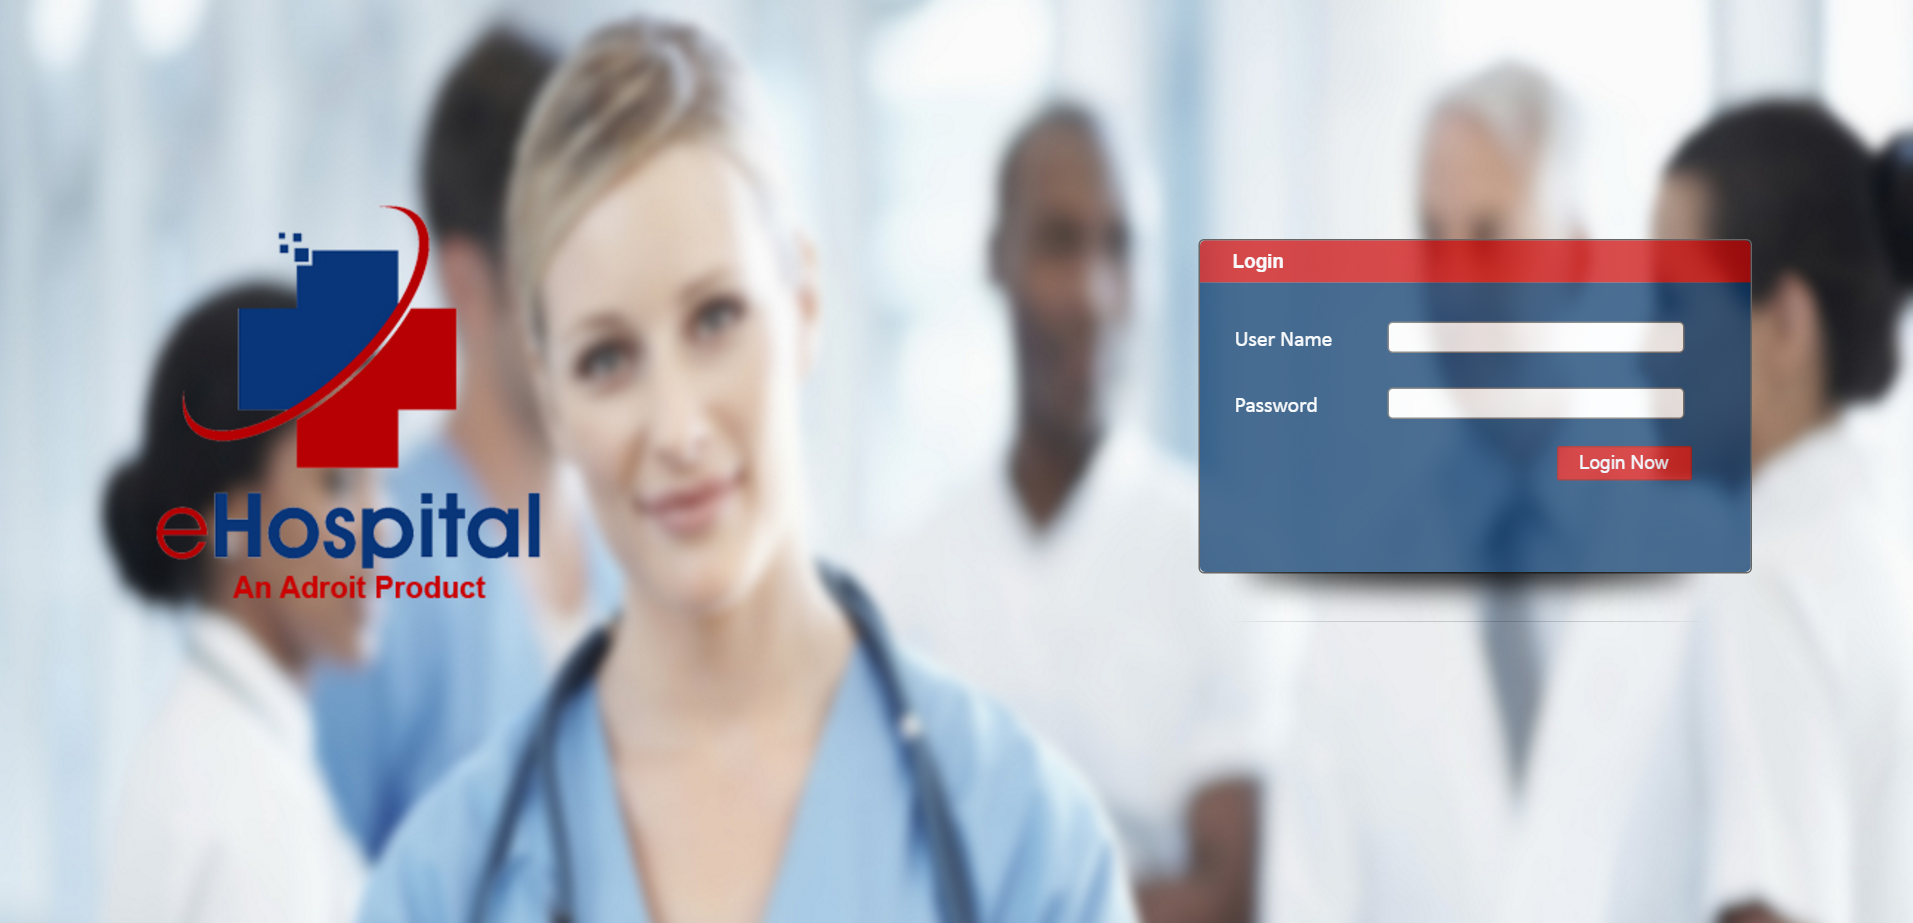 eHospital
An Adroit Product
Login
User Name
Password
Login Now